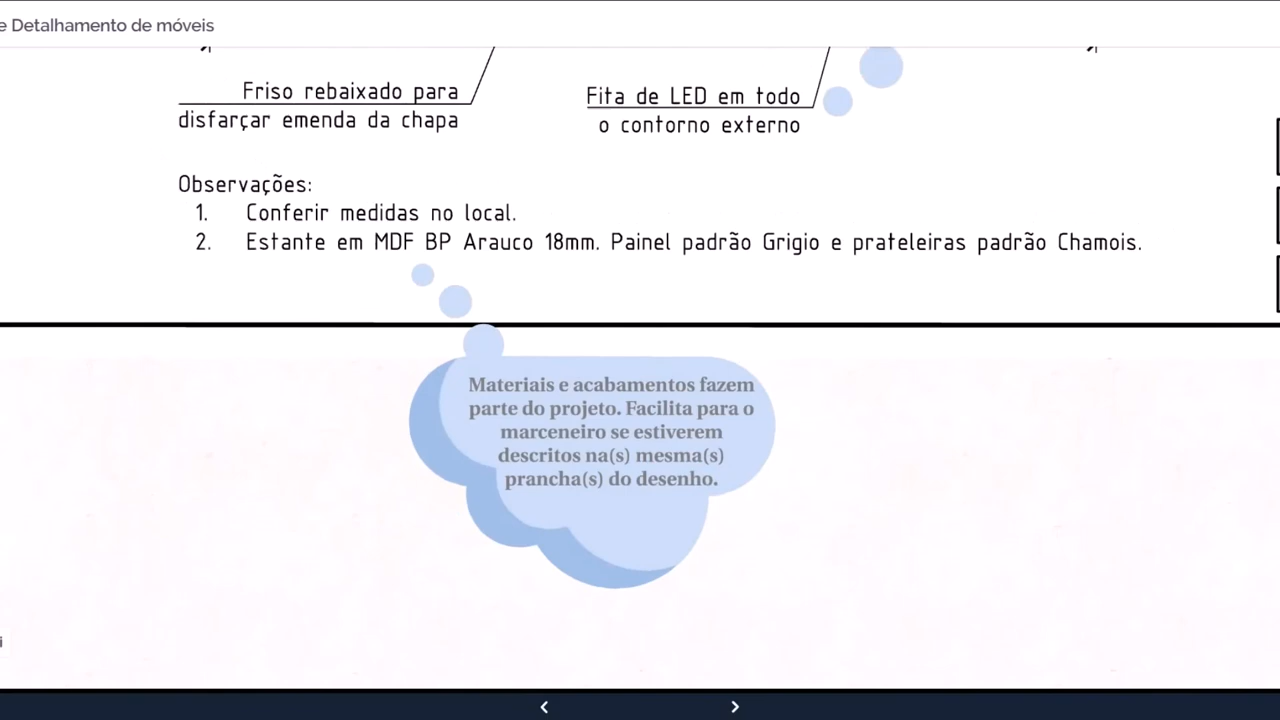 e Detalhamento de móveis
Friso rebaixado para
disfarçar emenda da chapa
Fita de LED em todo
o contorno externo
Observações:
1. Conferir medidas no local.
2. Estante em MDF BP Arauco 18mm. Painel padrão Grigio e prateleiras padrão Chamois.
Materiais e acabamentos fazem
parte do projeto. Facilita para o
marceneiro se estiverem
descritos na(s) mesma(s)
prancha(s) do desenho.
i